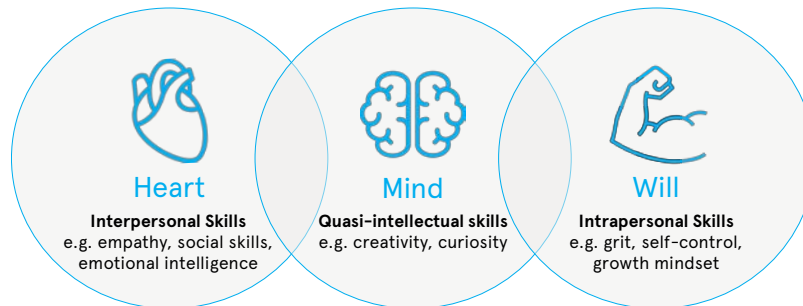 Heart
Interpersonal Skills
e.g. empathy, social skills,
emotional intelligence
Mind
Quasi-intellectual skills
e.g. creativity, curiosity
Will
Intrapersonal Skills
e.g. grit, self-control,
growth mindset